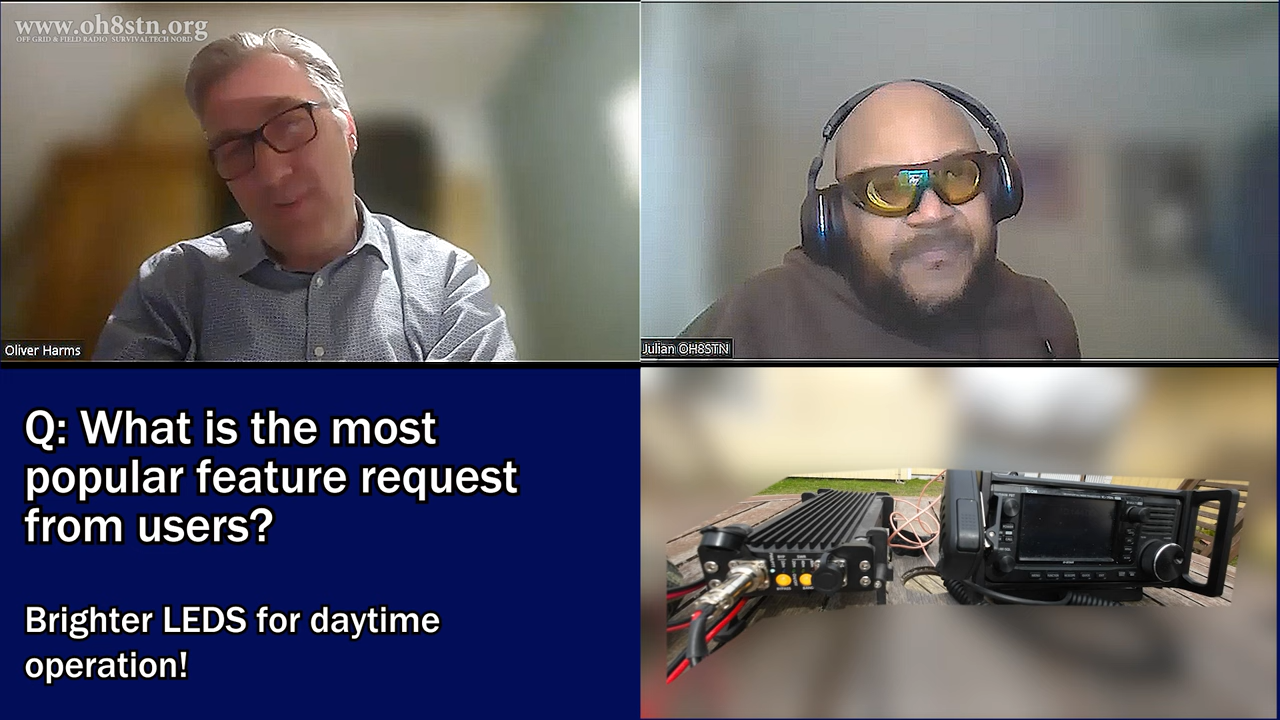 www.oh8stn.org
OFF GRID & FIELD RADIO SURVIVALTECH NORD
Oliver Harms
Julian OH8STN
Q: What is the most
popular feature request
from users?
Brighter LEDS for daytime
operation!